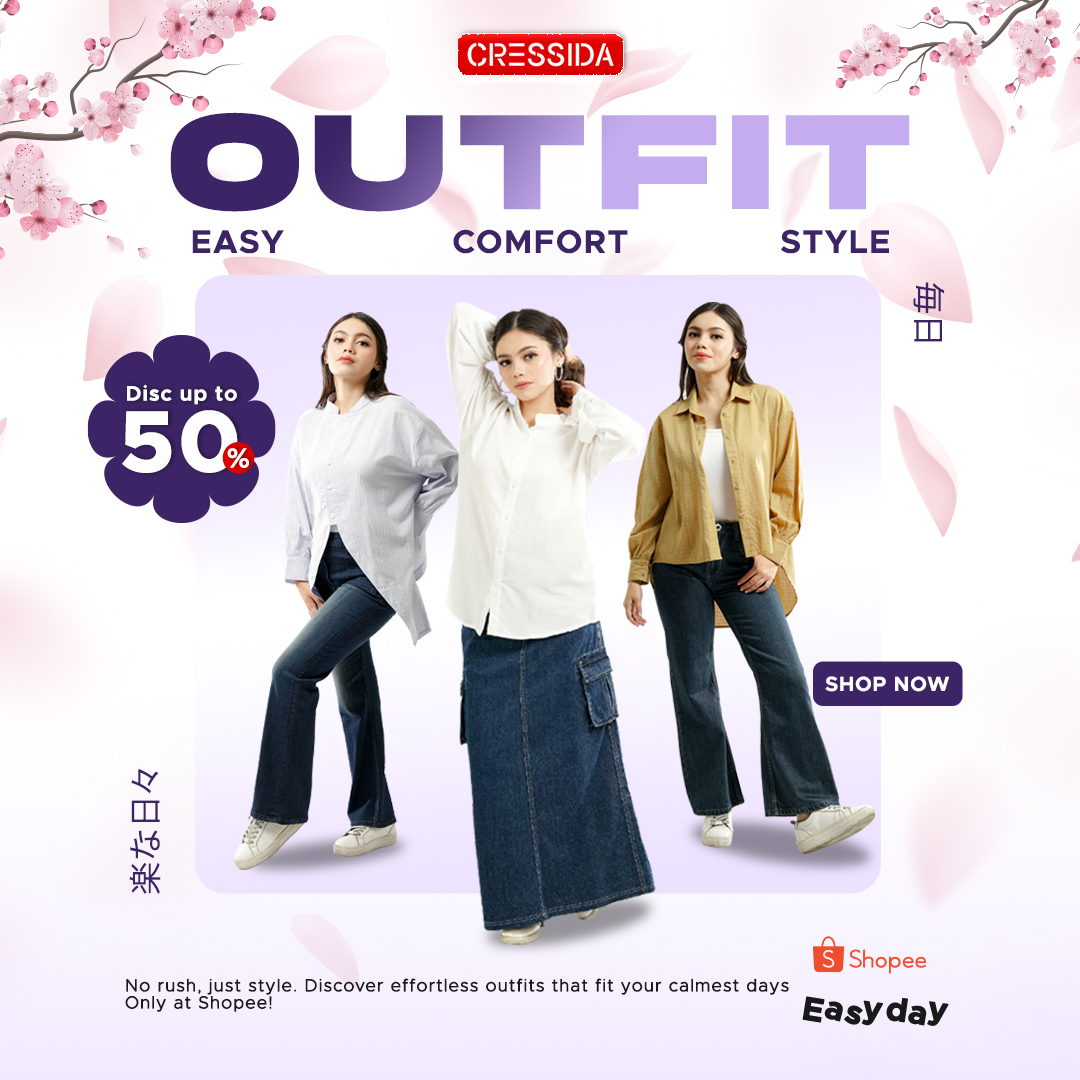 CRESSIDA
OUTFIT
EASY COMFORT STYLE
毎日
Disc up to
50%
SHOP NOW
楽な日々
No rush, just style. Discover effortless outfits that fit your calmest days
Only at Shopee!
S Shopee
Easyday